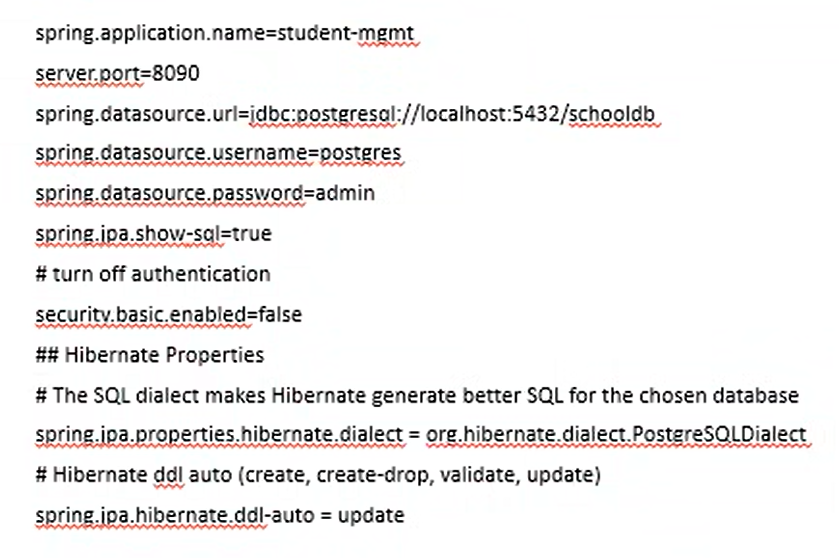 spring.application.name=student-mgmt
server.port=8090
spring.datasource.url=jdbc:postgresql://localhost:5432/schooldb
spring.datasource.username=postgres
spring.datasource.password=admin
spring.jpa.show-sql=true
# turn off authentication
security.basic.enabled=false
## Hibernate Properties
# The SQL dialect makes Hibernate generate better SQL for the chosen database
spring.jpa.properties.hibernate.dialect = org.hibernate.dialect.PostgreSQLDialect
# Hibernate ddl auto (create, create-drop, validate, update)
spring.jpa.hibernate.ddl-auto = update